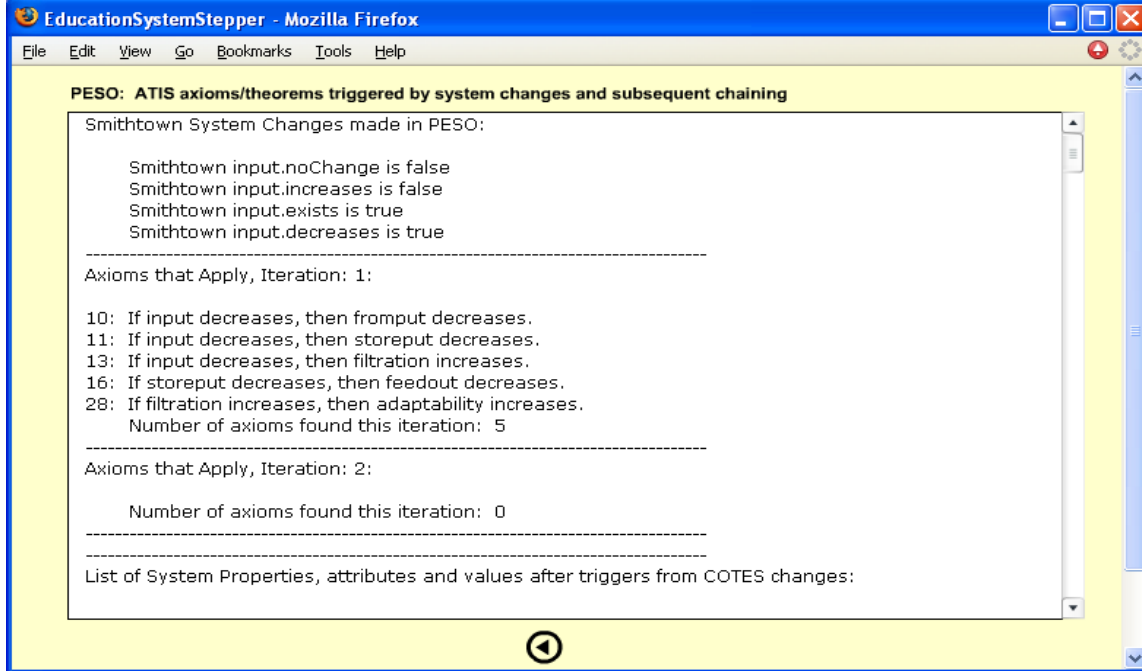 EducationSystemStepper - Mozilla Firefox
File Edit View Go Bookmarks Tools Help
PESO: ATIS axioms/theorems triggered by system changes and subsequent chaining
Smithtown System Changes made in PESO:
Smithtown input.noChange is false
Smithtown input.increases is false
Smithtown input.exists is true
Smithtown input.decreases is true
--------------------------------------------------------------------------------------
Axioms that Apply, Iteration: 1:
10: If input decreases, then fromput decreases.
11: If input decreases, then storeput decreases.
13: If input decreases, then filtration increases.
16: If storeput decreases, then feedout decreases.
28: If filtration increases, then adaptability increases.
Number of axioms found this iteration: 5
--------------------------------------------------------------------------------------
Axioms that Apply, Iteration: 2:
Number of axioms found this iteration: 0
--------------------------------------------------------------------------------------
--------------------------------------------------------------------------------------
List of System Properties, attributes and values after triggers from COTES changes: